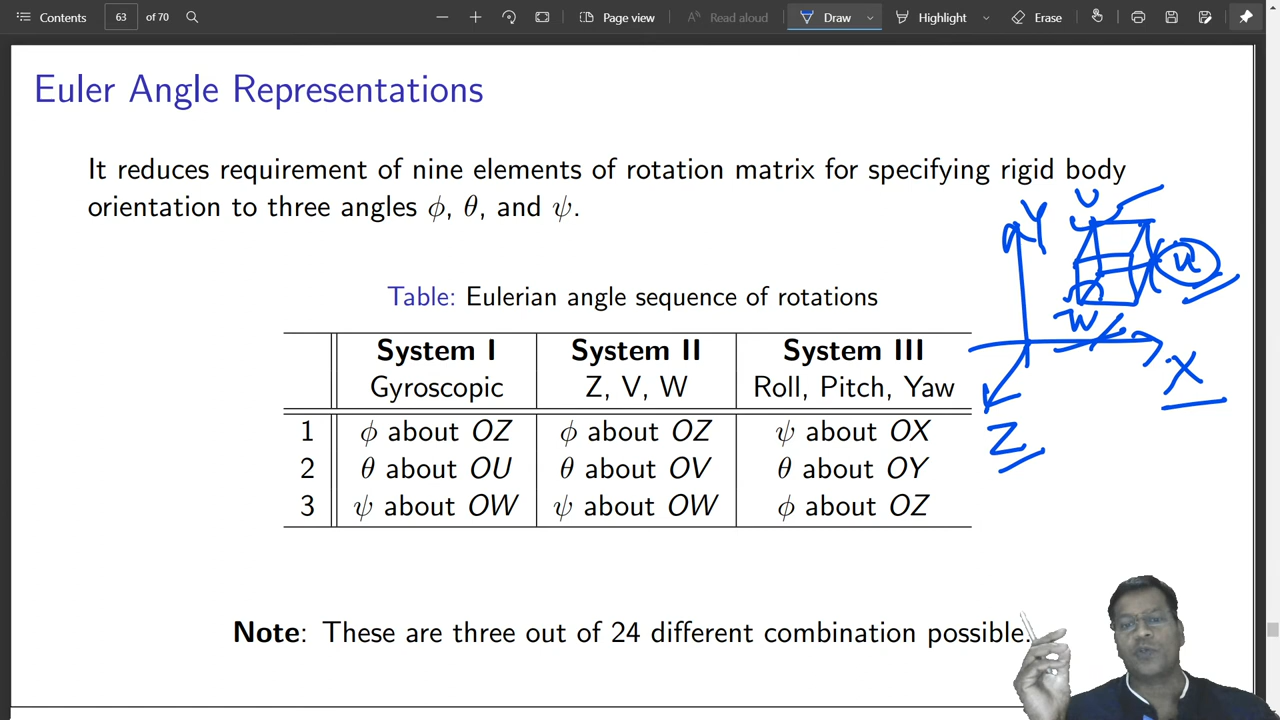 Contents 63 of 70 Page view Read aloud Draw Highlight Erase
Euler Angle Representations
It reduces requirement of nine elements of rotation matrix for specifying rigid body
orientation to three angles ϕ, θ, and ψ.
Table: Eulerian angle sequence of rotations
System I System II System III
Gyroscopic Z, V, W Roll, Pitch, Yaw
1 ϕ about OZ ϕ about OZ ψ about OX
2 θ about OU θ about OV θ about OY
3 ψ about OW ψ about OW ϕ about OZ
Note: These are three out of 24 different combination possible.
Y
u
W
X
Z